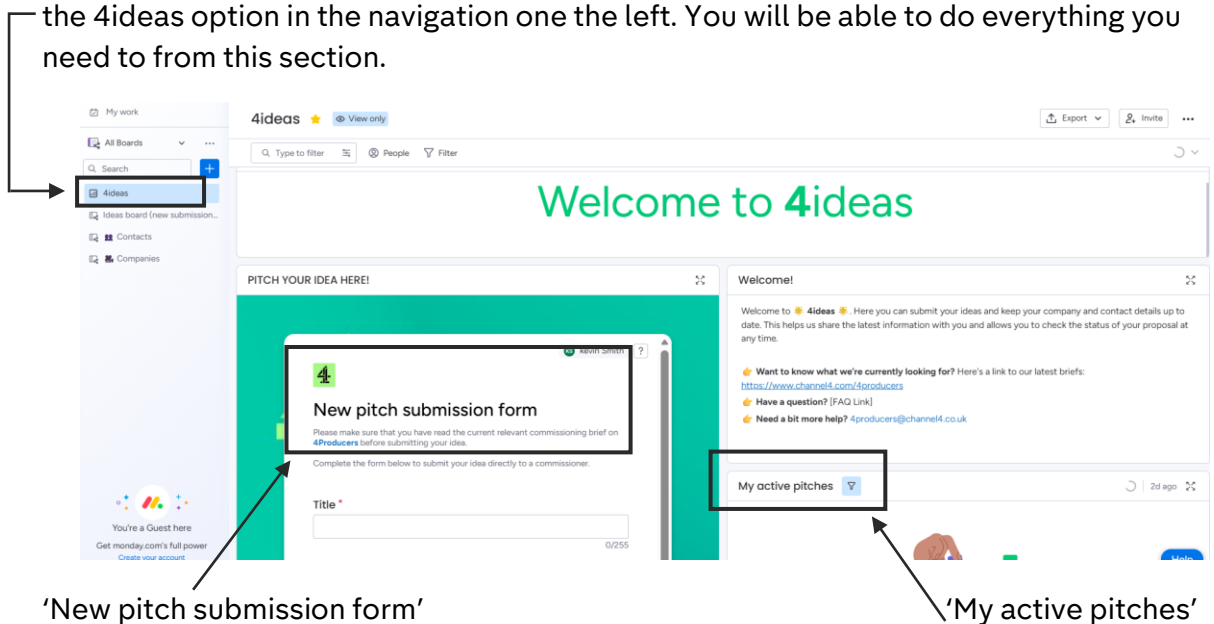 the 4ideas option in the navigation one the left. You will be able to do everything you
need to from this section.
My work
All Boards
Search
4ideas
Ideas board (new submission...
Contacts
Companies
You're a Guest here
Get monday.com's full power
Create your account
4ideas
View only
Export
Invite
Type to filter
People
Filter
Welcome to 4ideas
PITCH YOUR IDEA HERE!
KS kevin Smith ?
4
New pitch submission form
Please make sure that you have read the current relevant commissioning brief on
4Producers before submitting your idea.
Complete the form below to submit your idea directly to a commissioner.
Title *
0/255
Welcome!
Welcome to 4ideas . Here you can submit your ideas and keep your company and contact details up to
date. This helps us share the latest information with you and allows you to check the status of your proposal at
any time.
Want to know what we're currently looking for? Here's a link to our latest briefs:
https://www.channel4.com/4producers
Have a question? [FAQ Link]
Need a bit more help? 4producers@channel4.co.uk
My active pitches
2d ago
Help
‘New pitch submission form’
‘My active pitches’